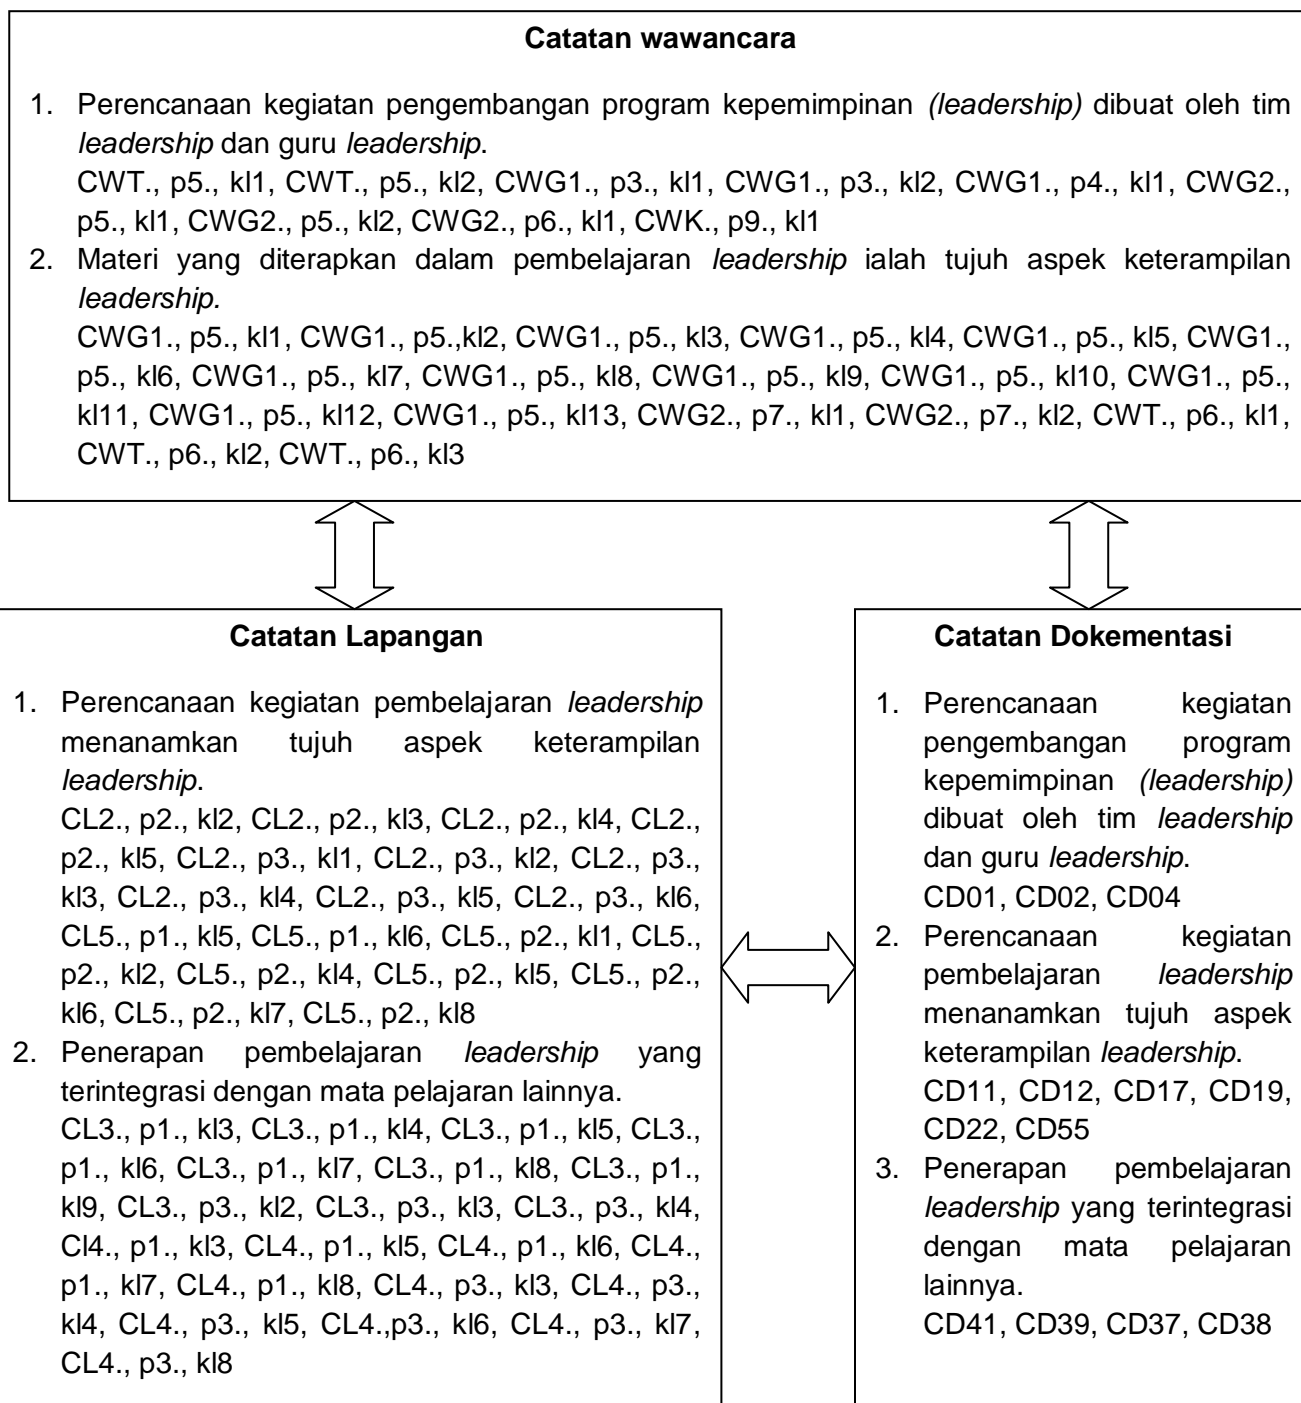 Catatan wawancara
1. Perencanaan kegiatan pengembangan program kepemimpinan (leadership) dibuat oleh tim
leadership dan guru leadership.
CWT., p5., kl1, CWT., p5., kl2, CWG1., p3., kl1, CWG1., p3., kl2, CWG1., p4., kl1, CWG2.,
p5., kl1, CWG2., p5., kl2, CWG2., p6., kl1, CWK., p9., kl1
2. Materi yang diterapkan dalam pembelajaran leadership ialah tujuh aspek keterampilan
leadership.
CWG1., p5., kl1, CWG1., p5.,kl2, CWG1., p5., kl3, CWG1., p5., kl4, CWG1., p5., kl5, CWG1.,
p5., kl6, CWG1., p5., kl7, CWG1., p5., kl8, CWG1., p5., kl9, CWG1., p5., kl10, CWG1., p5.,
kl11, CWG1., p5., kl12, CWG1., p5., kl13, CWG2., p7., kl1, CWG2., p7., kl2, CWT., p6., kl1,
CWT., p6., kl2, CWT., p6., kl3
Catatan Lapangan
1. Perencanaan kegiatan pembelajaran leadership
menanamkan tujuh aspek keterampilan
leadership.
CL2., p2., kl2, CL2., p2., kl3, CL2., p2., kl4, CL2.,
p2., kl5, CL2., p3., kl1, CL2., p3., kl2, CL2., p3.,
kl3, CL2., p3., kl4, CL2., p3., kl5, CL2., p3., kl6,
CL5., p1., kl5, CL5., p1., kl6, CL5., p2., kl1, CL5.,
p2., kl2, CL5., p2., kl4, CL5., p2., kl5, CL5., p2.,
kl6, CL5., p2., kl7, CL5., p2., kl8
2. Penerapan pembelajaran leadership yang
terintegrasi dengan mata pelajaran lainnya.
CL3., p1., kl3, CL3., p1., kl4, CL3., p1., kl5, CL3.,
p1., kl6, CL3., p1., kl7, CL3., p1., kl8, CL3., p1.,
kl9, CL3., p3., kl2, CL3., p3., kl3, CL3., p3., kl4,
Cl4., p1., kl3, CL4., p1., kl5, CL4., p1., kl6, CL4.,
p1., kl7, CL4., p1., kl8, CL4., p3., kl3, CL4., p3.,
kl4, CL4., p3., kl5, CL4.,p3., kl6, CL4., p3., kl7,
CL4., p3., kl8
Catatan Dokementasi
1. Perencanaan kegiatan
pengembangan program
kepemimpinan (leadership)
dibuat oleh tim leadership
dan guru leadership.
CD01, CD02, CD04
2. Perencanaan kegiatan
pembelajaran leadership
menanamkan tujuh aspek
keterampilan leadership.
CD11, CD12, CD17, CD19,
CD22, CD55
3. Penerapan pembelajaran
leadership yang terintegrasi
dengan mata pelajaran
lainnya.
CD41, CD39, CD37, CD38